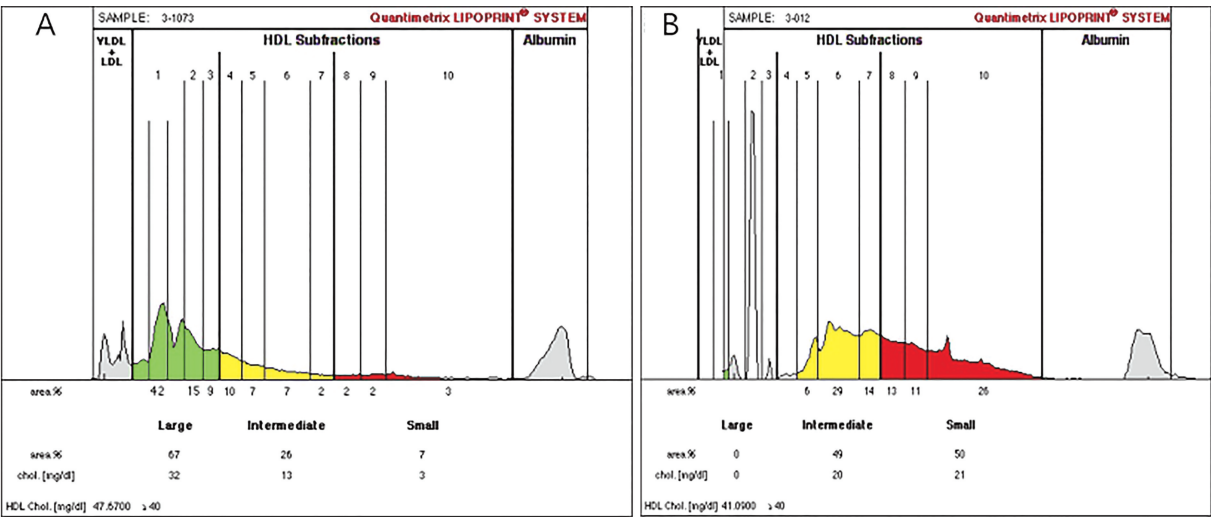 A
SAMPLE: 3-1073 Quantimetrix LIPOPRINT® SYSTEM
VLDL + LDL HDL Subfractions Albumin
1 2 3 4 5 6 7 8 9 10
area% 42 15 9 10 7 7 2 2 2 3
Large Intermediate Small
area% 67 26 7
chol. [mg/dl] 32 13 3
HDL Chol. [mg/dl] 47.6700 >40
B
SAMPLE: 3-012 Quantimetrix LIPOPRINT® SYSTEM
VLDL + LDL HDL Subfractions Albumin
1 2 3 4 5 6 7 8 9 10
area% 6 29 14 13 11 26
Large Intermediate Small
area% 0 49 50
chol. [mg/dl] 0 20 21
HDL Chol. [mg/dl] 41.0900 >40